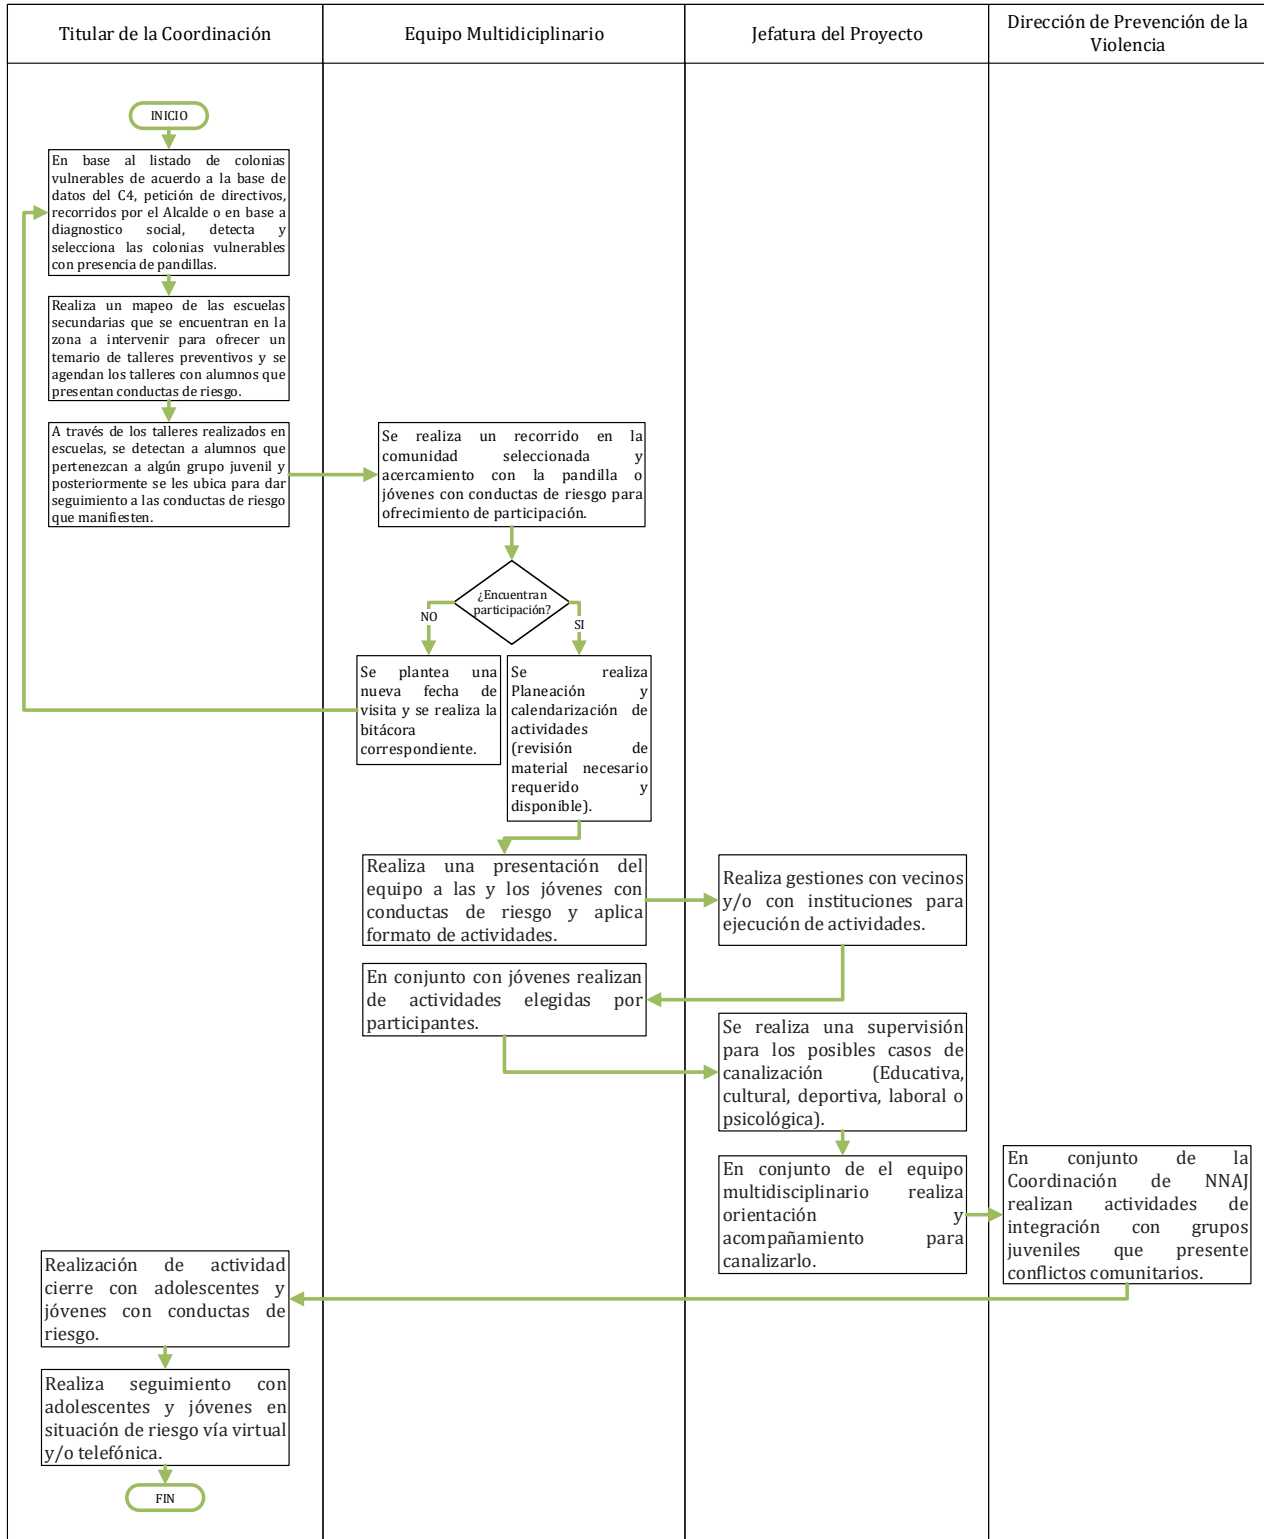 Titular de la Coordinación
Equipo Multidiciplinario
Jefatura del Proyecto
Dirección de Prevención de la
Violencia
INICIO
En base al listado de colonias
vulnerables de acuerdo a la base de
datos del C4, petición de directivos,
recorridos por el Alcalde o en base a
diagnostico social, detecta y
selecciona las colonias vulnerables
con presencia de pandillas.
Realiza un mapeo de las escuelas
secundarias que se encuentran en la
zona a intervenir para ofrecer un
temario de talleres preventivos y se
agendan los talleres con alumnos que
presentan conductas de riesgo.
A través de los talleres realizados en
escuelas, se detectan a alumnos que
pertenezcan a algún grupo juvenil y
posteriormente se les ubica para dar
seguimiento a las conductas de riesgo
que manifiesten.
Se realiza un recorrido en la
comunidad seleccionada y
acercamiento con la pandilla o
jóvenes con conductas de riesgo para
ofrecimiento de participación.
¿Encuentran
participación?
NO
SI
Se plantea una
nueva fecha de
visita y se realiza la
bitácora
correspondiente.
Se realiza
Planeación y
calendarización de
actividades
(revisión de
material necesario
requerido y
disponible).
Realiza una presentación del
equipo a las y los jóvenes con
conductas de riesgo y aplica
formato de actividades.
Realiza gestiones con vecinos
y/o con instituciones para
ejecución de actividades.
En conjunto con jóvenes realizan
de actividades elegidas por
participantes.
Se realiza una supervisión
para los posibles casos de
canalización (Educativa,
cultural, deportiva, laboral o
psicológica).
En conjunto de el equipo
multidisciplinario realiza
orientación y
acompañamiento para
canalizarlo.
En conjunto de la
Coordinación de NNAJ
realizan actividades de
integración con grupos
juveniles que presente
conflictos comunitarios.
Realización de actividad
cierre con adolescentes y
jóvenes con conductas de
riesgo.
Realiza seguimiento con
adolescentes y jóvenes en
situación de riesgo vía virtual
y/o telefónica.
FIN